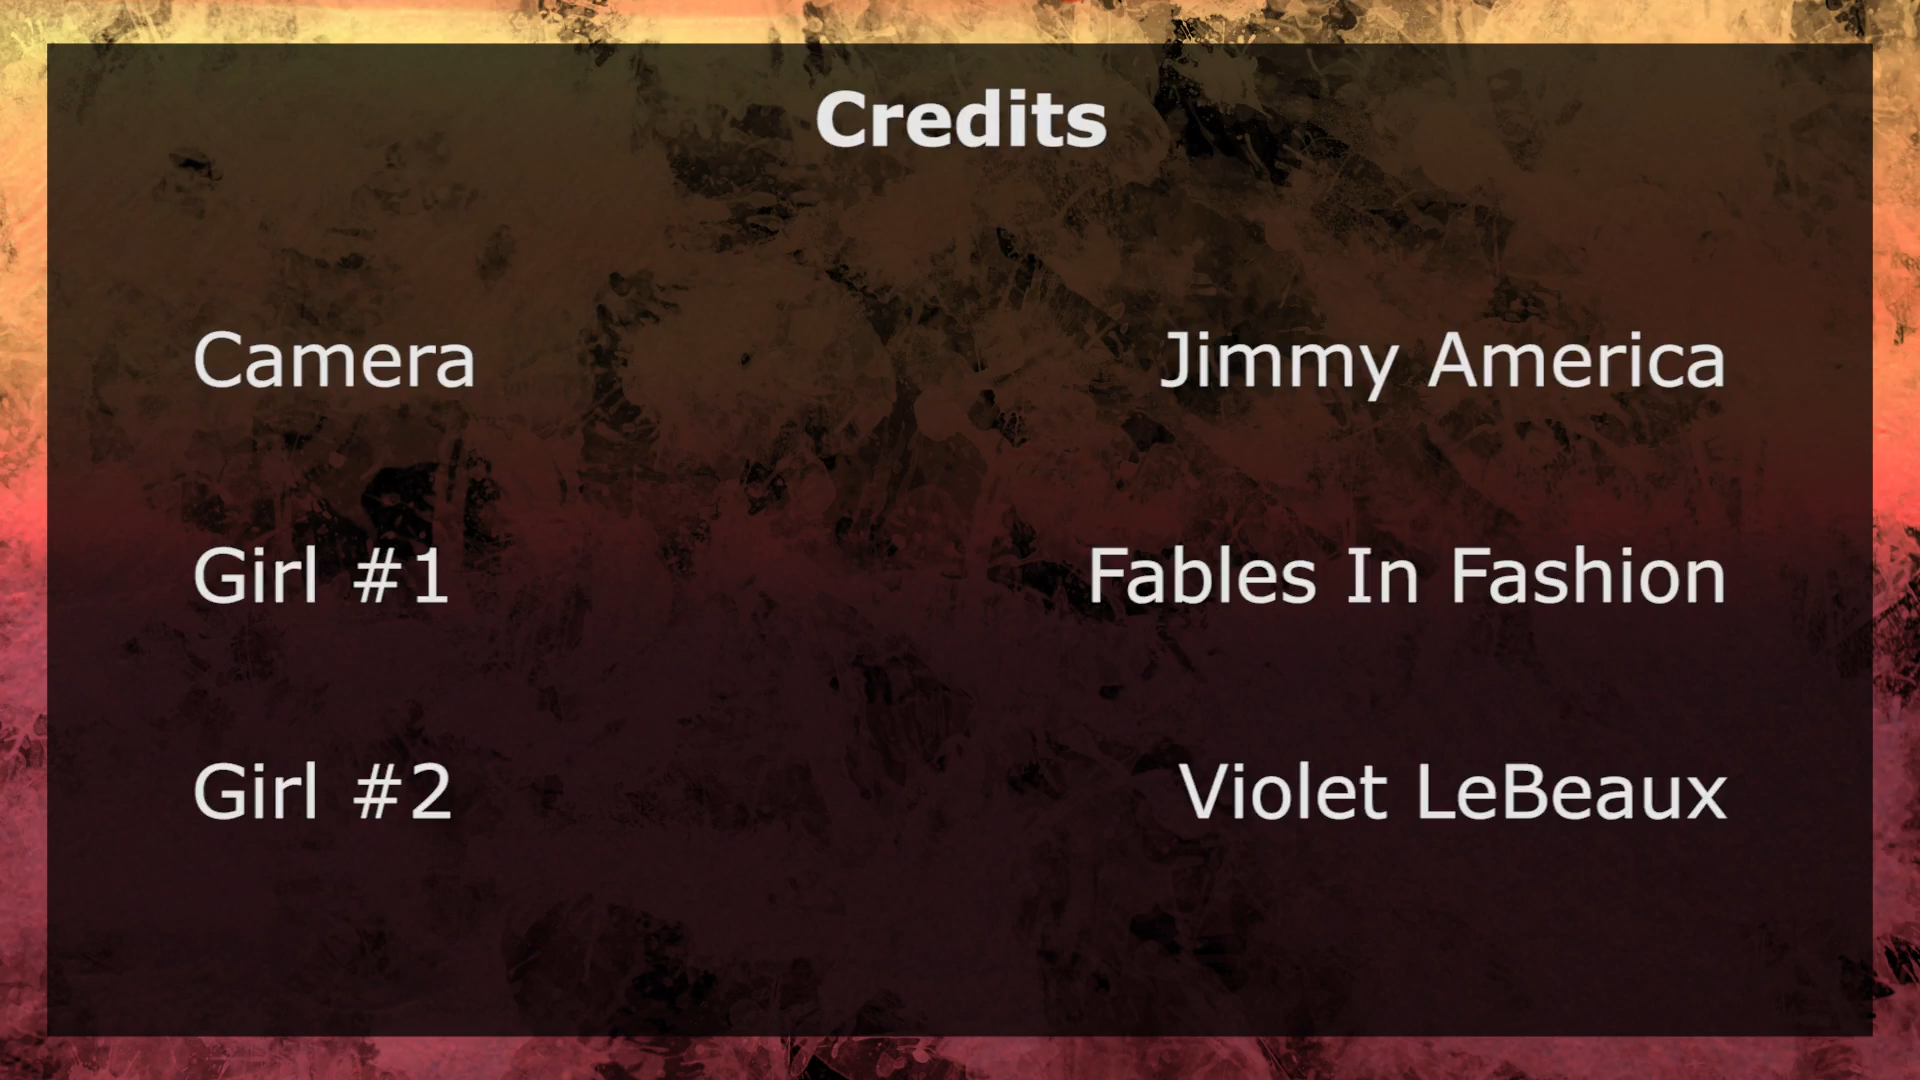 Credits
Camera Jimmy America
Girl #1 Fables In Fashion
Girl #2 Violet LeBeaux